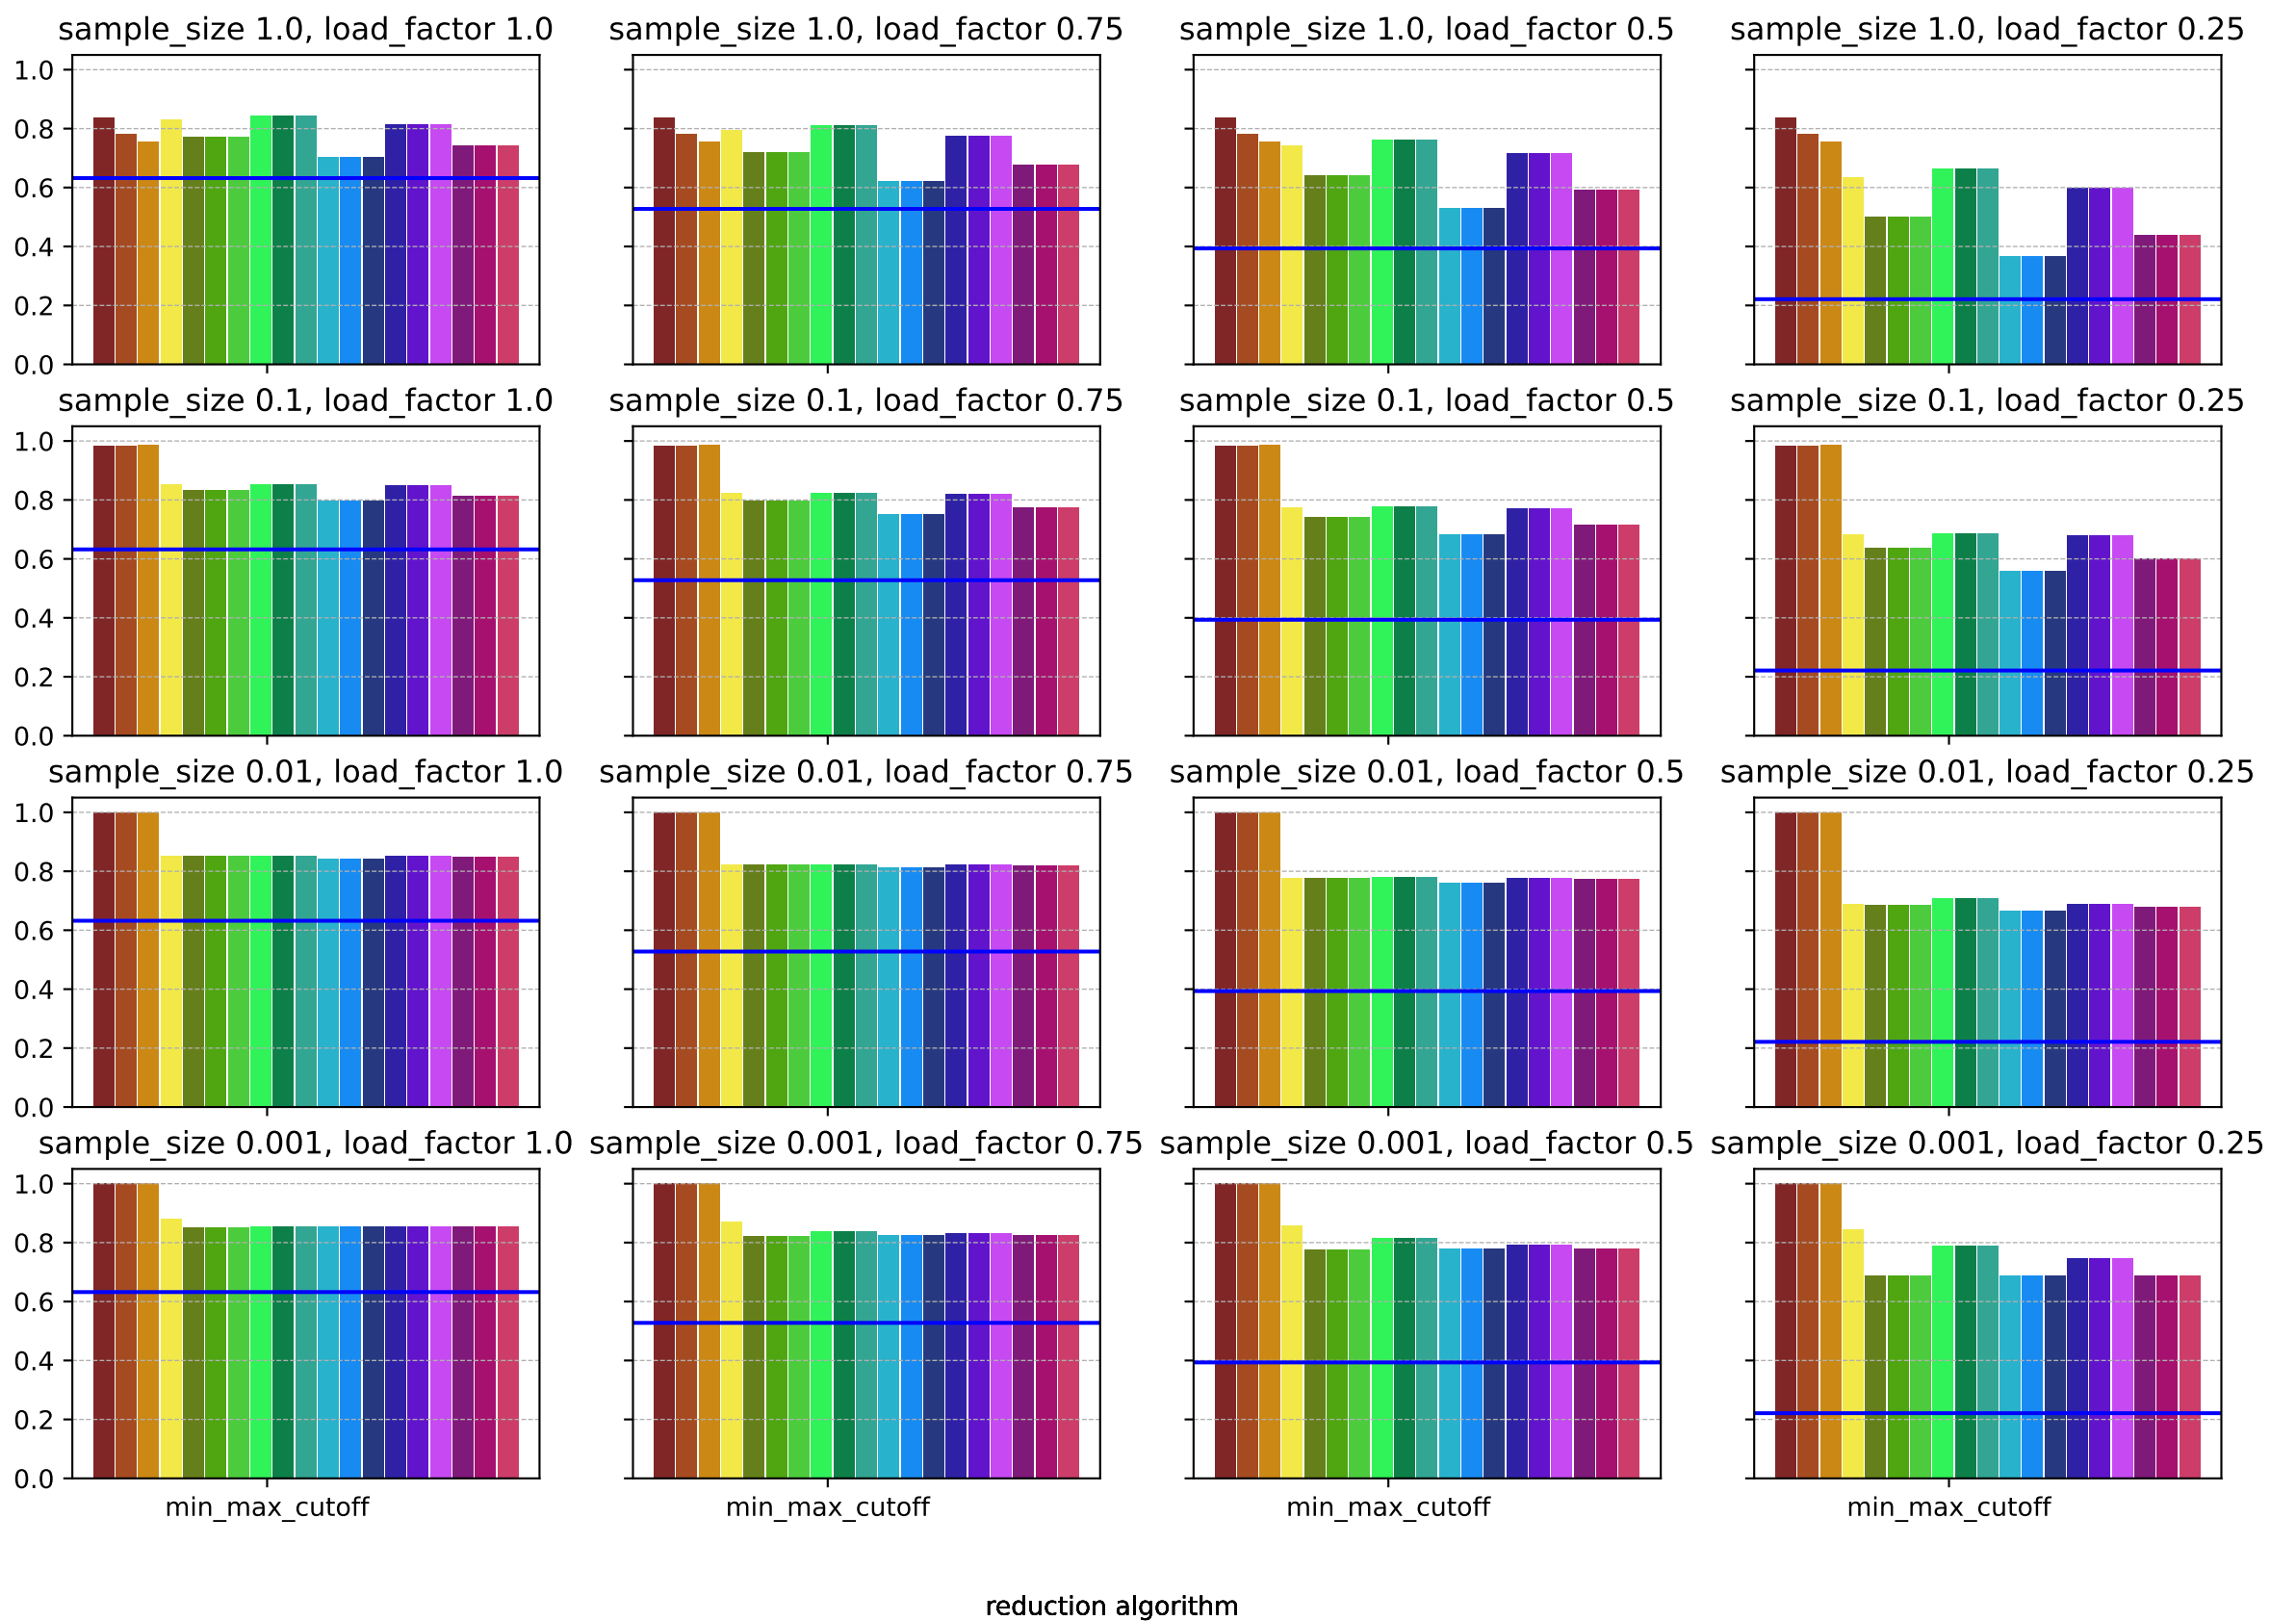 sample_size 1.0, load_factor 1.0
sample_size 1.0, load_factor 0.75
sample_size 1.0, load_factor 0.5
sample_size 1.0, load_factor 0.25
1.0
0.8
0.6
0.4
0.2
0.0
sample_size 0.1, load_factor 1.0
sample_size 0.1, load_factor 0.75
sample_size 0.1, load_factor 0.5
sample_size 0.1, load_factor 0.25
1.0
0.8
0.6
0.4
0.2
0.0
sample_size 0.01, load_factor 1.0
sample_size 0.01, load_factor 0.75
sample_size 0.01, load_factor 0.5
sample_size 0.01, load_factor 0.25
1.0
0.8
0.6
0.4
0.2
0.0
sample_size 0.001, load_factor 1.0
sample_size 0.001, load_factor 0.75
sample_size 0.001, load_factor 0.5
sample_size 0.001, load_factor 0.25
1.0
0.8
0.6
0.4
0.2
0.0
min_max_cutoff
min_max_cutoff
min_max_cutoff
min_max_cutoff
reduction algorithm